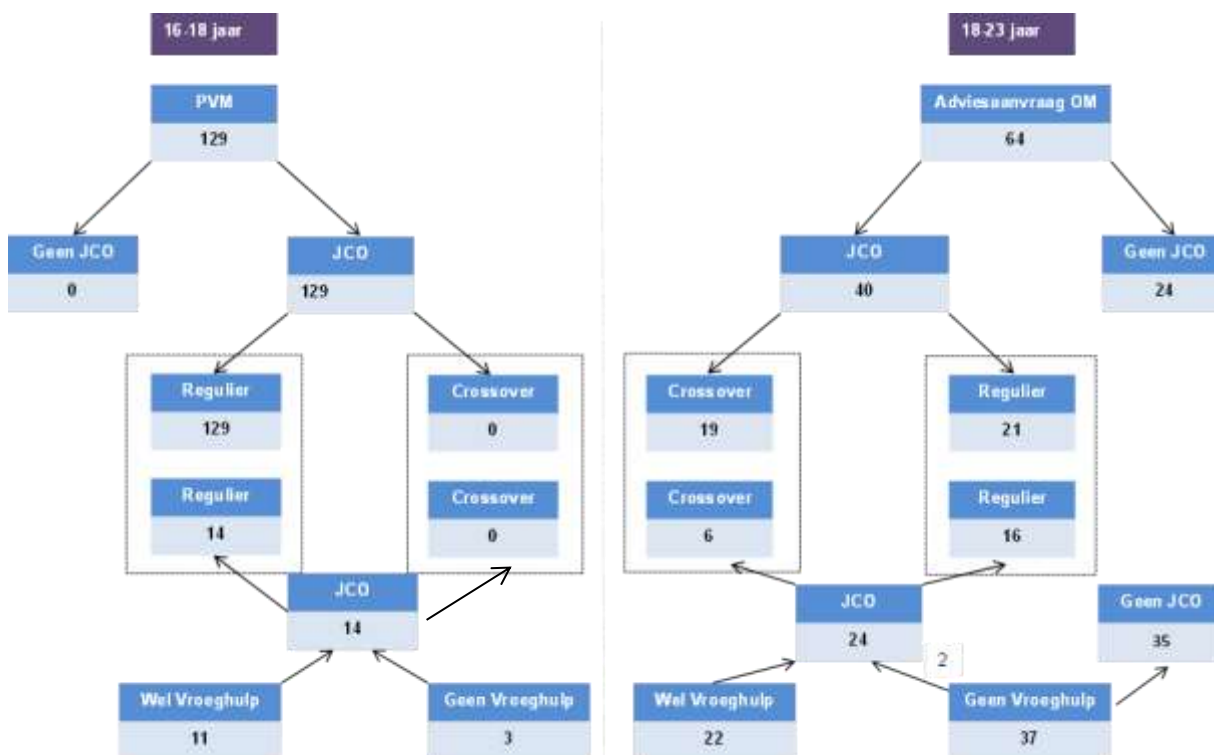 16-18 jaar
18-23 jaar
PVM
129
Adviesaanvraag OM
64
Geen JCO
0
JCO
129
JCO
40
Geen JCO
24
Regulier
129
Crossover
0
Crossover
19
Regulier
21
Regulier
14
Crossover
0
Crossover
6
Regulier
16
JCO
14
JCO
24
2
Geen JCO
35
Wel Vroeghulp
11
Geen Vroeghulp
3
Wel Vroeghulp
22
Geen Vroeghulp
37